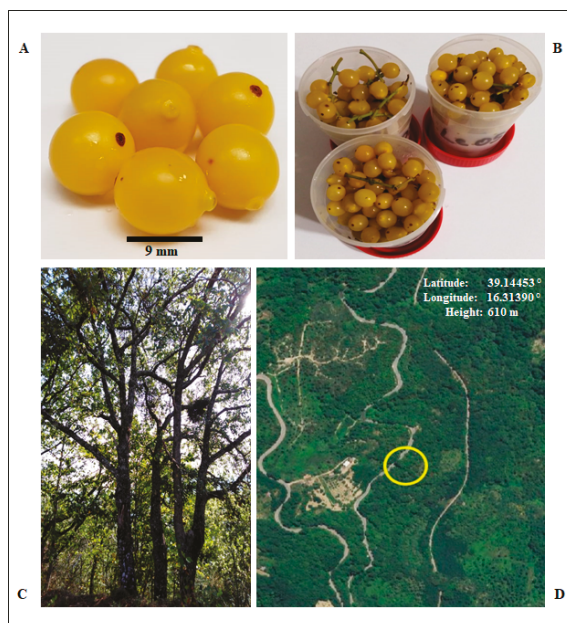 A
B
9 mm
Latitude: 39.14453°
Longitude: 16.31390°
Height: 610 m
C
D